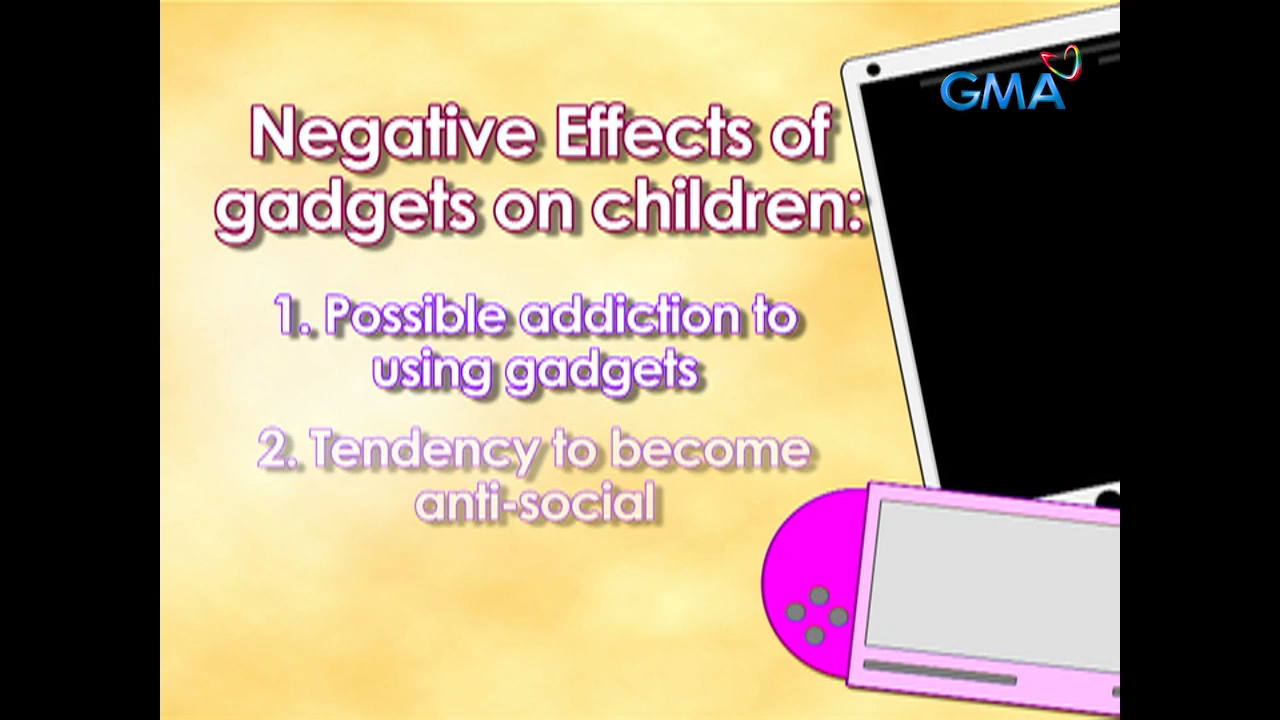 GMA
Negative Effects of
gadgets on children:
1. Possible addiction to
using gadgets
2. Tendency to become
anti-social